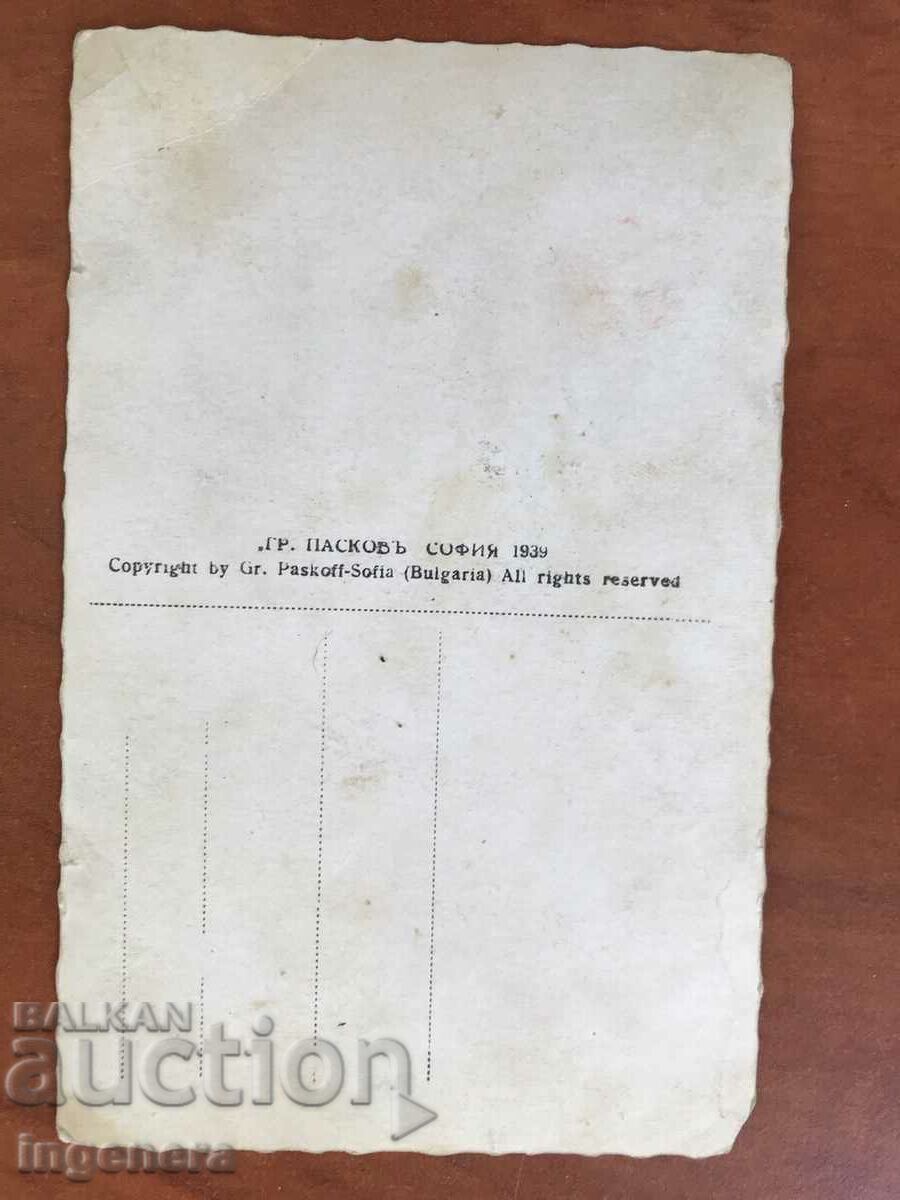 „ГР. ПАСКОВЪ СОФИЯ 1939
Copyright by Gr. Paskoff-Sofia (Bulgaria) All rights reserved
BALKAN
auction
ingenera